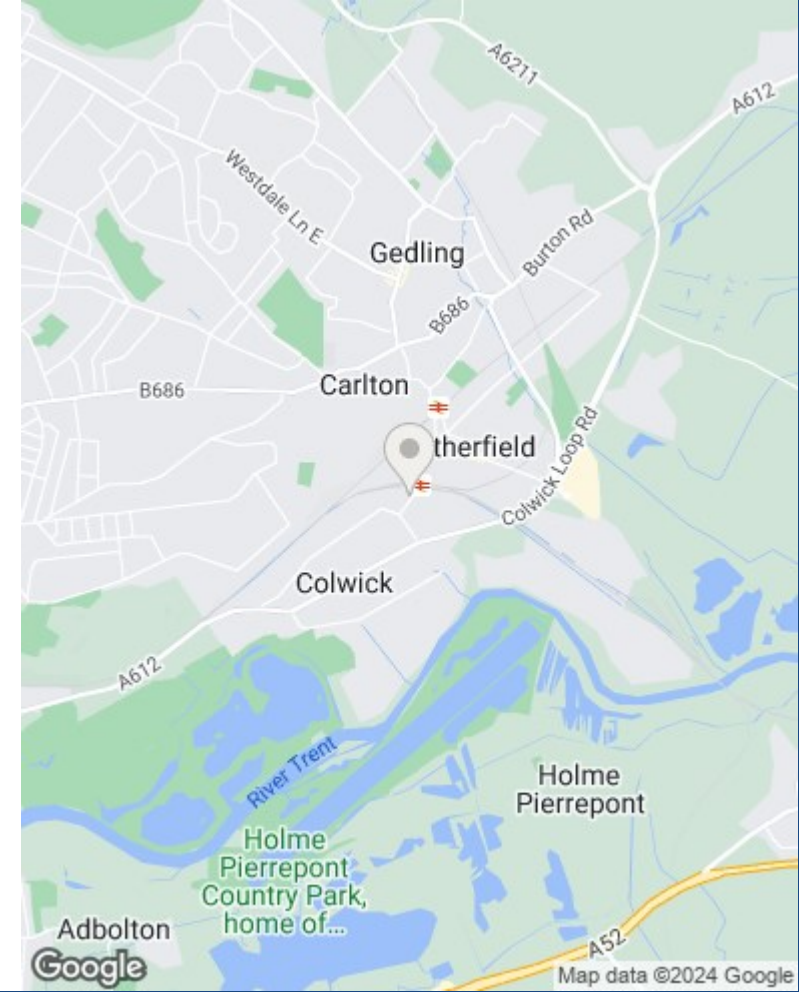 A6211
A612
Westdale Ln E
Burton Rd
Gedling
B686
Carlton
B686
therfield
Colwick Loop Rd
Colwick
A612
River Trent
Holme
Pierrepont
Holme
Pierrepont
Country Park,
home of...
Adbolton
A52
Google
Map data ©2024 Google